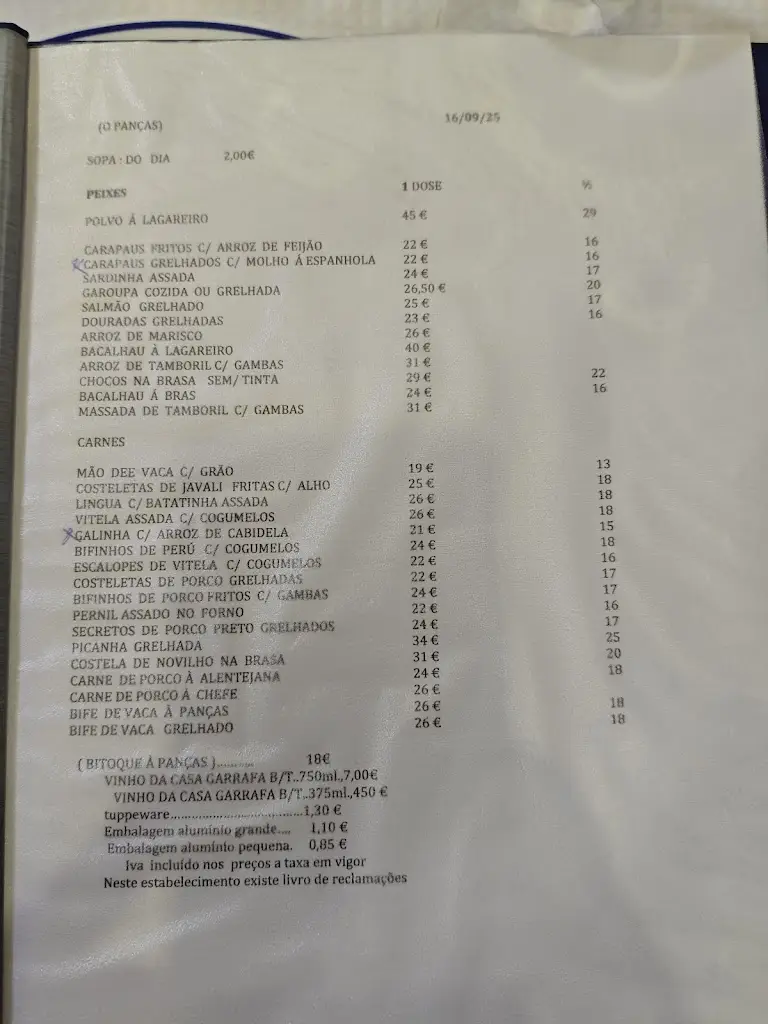 (O PANÇAS) 16/09/25
SOPA : DO DIA 2,00€
PEIXES 1 DOSE ½
POLVO Á LAGAREIRO 45 € 29
CARAPAUS FRITOS C/ ARROZ DE FEIJÃO 22 € 16
CARAPAUS GRELHADOS C/ MOLHO Á ESPANHOLA 22 € 16
SARDINHA ASSADA 24 € 17
GAROUPA COZIDA OU GRELHADA 26,50 € 20
SALMÃO GRELHADO 25 € 17
DOURADAS GRELHADAS 23 € 16
ARROZ DE MARISCO 26 €
BACALHAU À LAGAREIRO 40 €
ARROZ DE TAMBORIL C/ GAMBAS 31 €
CHOCOS NA BRASA SEM/TINTA 29 € 22
BACALHAU Á BRAS 24 € 16
MASSADA DE TAMBORIL C/ GAMBAS 31 €
CARNES
MÃO DEE VACA C/ GRÃO 19 € 13
COSTELETAS DE JAVALI FRITAS C/ ALHO 25 € 18
LINGUA C/ BATATINHA ASSADA 26 € 18
VITELA ASSADA C/ COGUMELOS 26 € 18
GALINHA C/ ARROZ DE CABIDELA 21 € 15
BIFINHOS DE PERÚ C/ COGUMELOS 24 € 18
ESCALOPES DE VITELA C/ COGUMELOS 22 € 16
COSTELETAS DE PORCO GRELHADAS 22 € 17
BIFINHOS DE PORCO FRITOS C/ GAMBAS 24 € 17
PERNIL ASSADO NO FORNO 22 € 16
SECRETOS DE PORCO PRETO GRELHADOS 24 € 17
PICANHA GRELHADA 34 € 25
COSTELA DE NOVILHO NA BRASA 31 € 20
CARNE DE PORCO À ALENTEJANA 24 € 18
CARNE DE PORCO Á CHEFE 26 €
BIFE DE VACA À PANÇAS 26 € 18
BIFE DE VACA GRELHADO 26 € 18
( BITOQUE À PANÇAS )......... 18€
VINHO DA CASA GARRAFA B/T..750ml.,7,00€
VINHO DA CASA GARRAFA B/T..375ml.,450 €
tuppeware...................................1,30 €
Embalagem alumínio grande.... 1,10 €
Embalagem alumínio pequena. 0,85 €
Iva incluído nos preços a taxa em vigor
Neste estabelecimento existe livro de reclamações